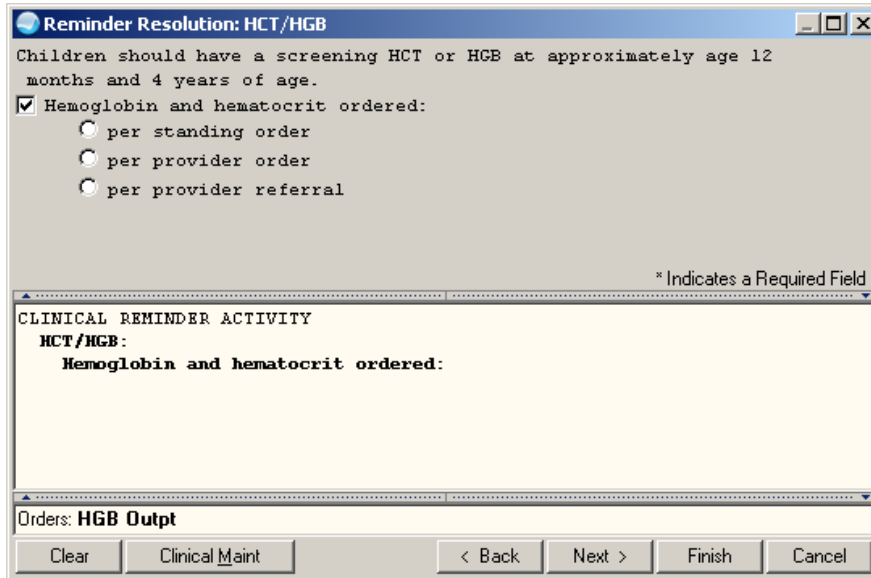 Reminder Resolution: HCT/HGB
Children should have a screening HCT or HGB at approximately age 12
months and 4 years of age.
Hemoglobin and hematocrit ordered:
per standing order
per provider order
per provider referral
* Indicates a Required Field
CLINICAL REMINDER ACTIVITY
HCT/HGB:
Hemoglobin and hematocrit ordered:
Orders: HGB Outpt
Clear Clinical Maint < Back Next > Finish Cancel